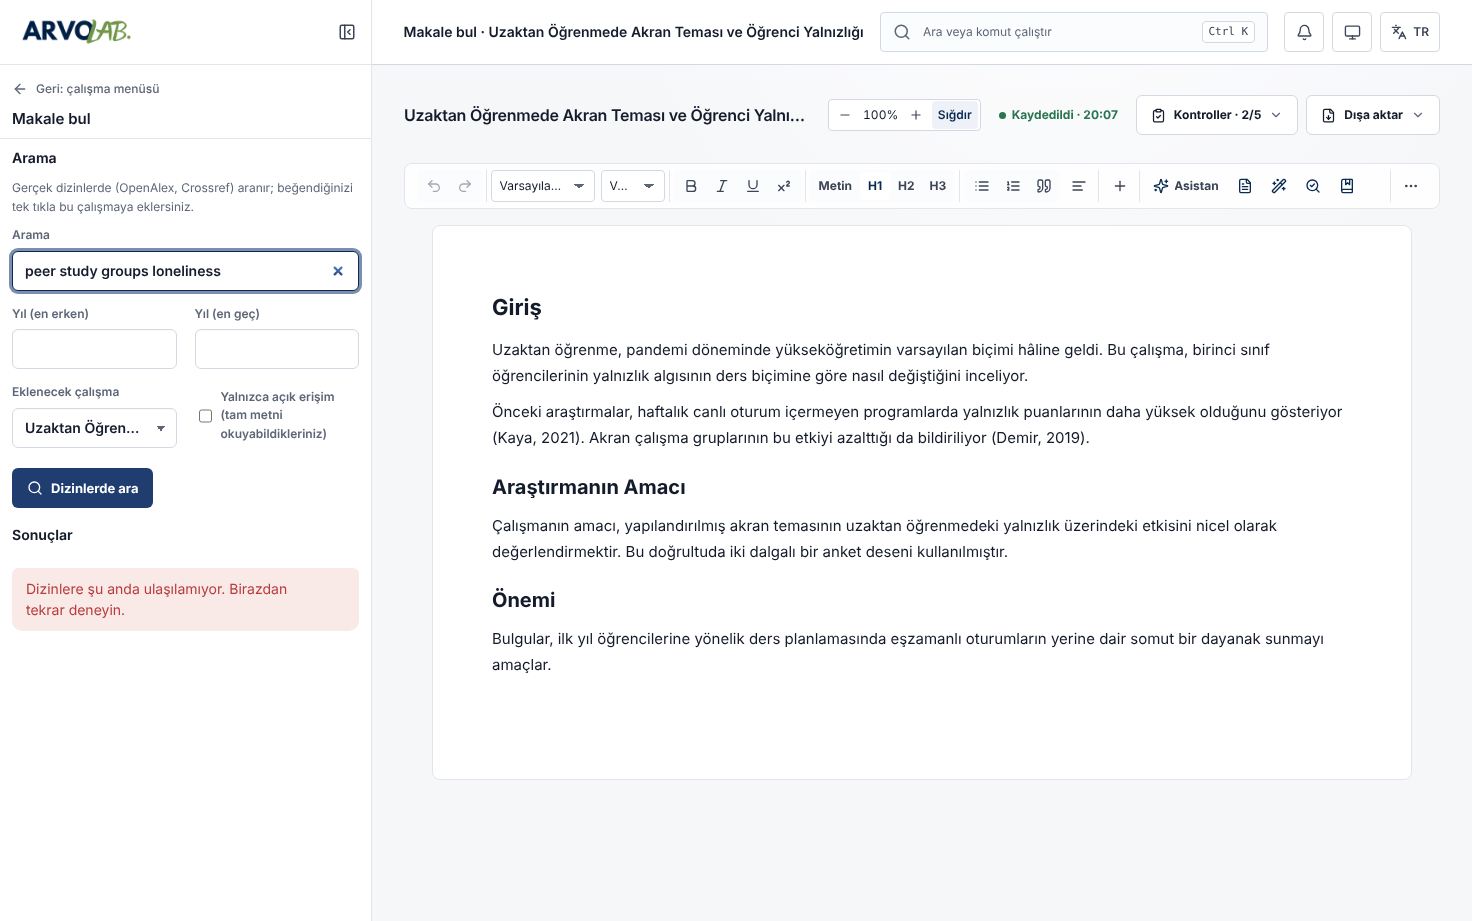 ARVOLAB.
Geri: çalışma menüsü
Makale bul
Arama
Gerçek dizinlerde (OpenAlex, Crossref) aranır; beğendiğinizi
tek tıkla bu çalışmaya eklersiniz.
Arama
peer study groups loneliness
Yıl (en erken)
Yıl (en geç)
Eklenecek çalışma
Uzaktan Öğren...
Yalnızca açık erişim
(tam metni
okuyabildikleriniz)
Dizinlerde ara
Sonuçlar
Dizinlere şu anda ulaşılamıyor. Birazdan
tekrar deneyin.
Makale bul · Uzaktan Öğrenmede Akran Teması ve Öğrenci Yalnızlığı
Ara veya komut çalıştır
Ctrl K
TR
Uzaktan Öğrenmede Akran Teması ve Öğrenci Yalnı...
100%
Sığdır
Kaydedildi · 20:07
Kontroller · 2/5
Dışa aktar
Varsayıla...
V...
B I U x²
Metin H1 H2 H3
Asistan
Giriş
Uzaktan öğrenme, pandemi döneminde yükseköğretimin varsayılan biçimi hâline geldi. Bu çalışma, birinci sınıf
öğrencilerinin yalnızlık algısının ders biçimine göre nasıl değiştiğini inceliyor.
Önceki araştırmalar, haftalık canlı oturum içermeyen programlarda yalnızlık puanlarının daha yüksek olduğunu gösteriyor
(Kaya, 2021). Akran çalışma gruplarının bu etkiyi azalttığı da bildiriliyor (Demir, 2019).
Araştırmanın Amacı
Çalışmanın amacı, yapılandırılmış akran temasının uzaktan öğrenmedeki yalnızlık üzerindeki etkisini nicel olarak
değerlendirmektir. Bu doğrultuda iki dalgalı bir anket deseni kullanılmıştır.
Önemi
Bulgular, ilk yıl öğrencilerine yönelik ders planlamasında eşzamanlı oturumların yerine dair somut bir dayanak sunmayı
amaçlar.